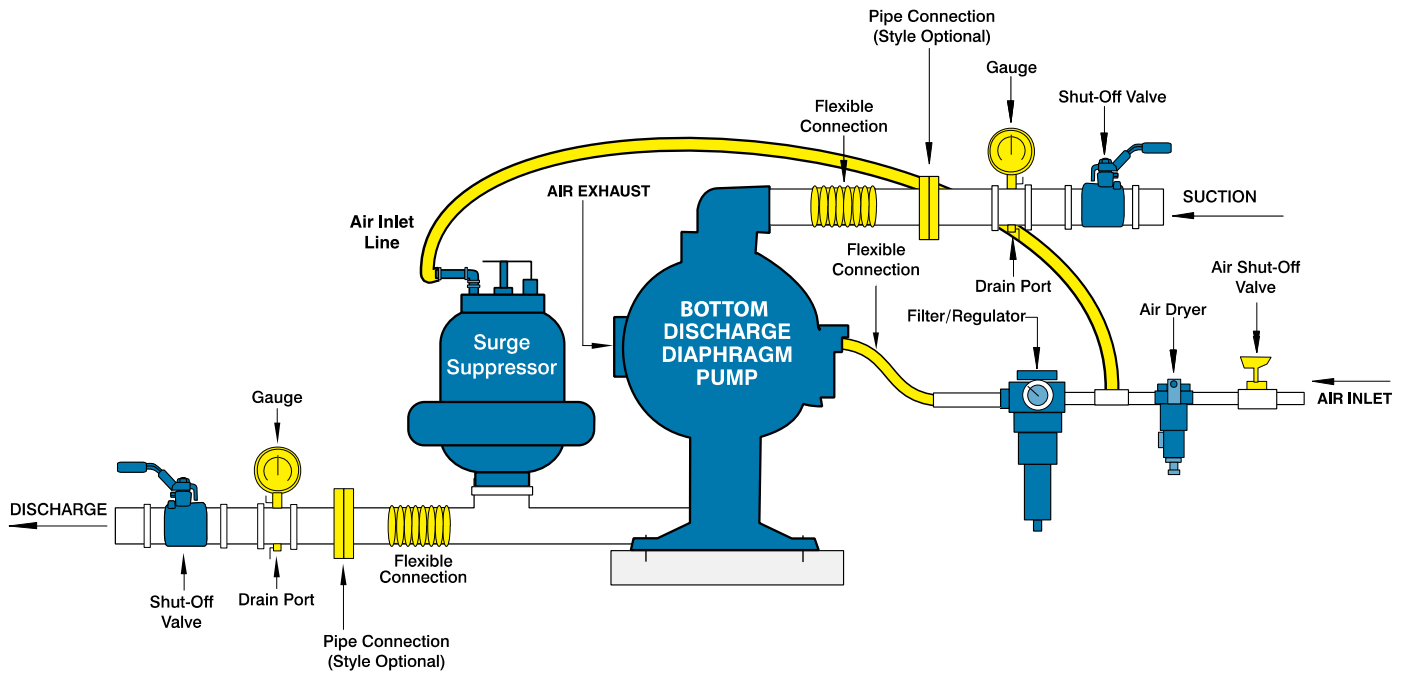 Pipe Connection
(Style Optional)
Gauge
Shut-Off Valve
Flexible
Connection
AIR EXHAUST
SUCTION
Air Inlet
Line
Flexible
Connection
Drain Port
Air Shut-Off
Valve
Filter/Regulator
Air Dryer
BOTTOM
DISCHARGE
DIAPHRAGM
PUMP
Surge
Suppressor
AIR INLET
Gauge
DISCHARGE
Flexible
Connection
Shut-Off
Valve
Drain Port
Pipe Connection
(Style Optional)